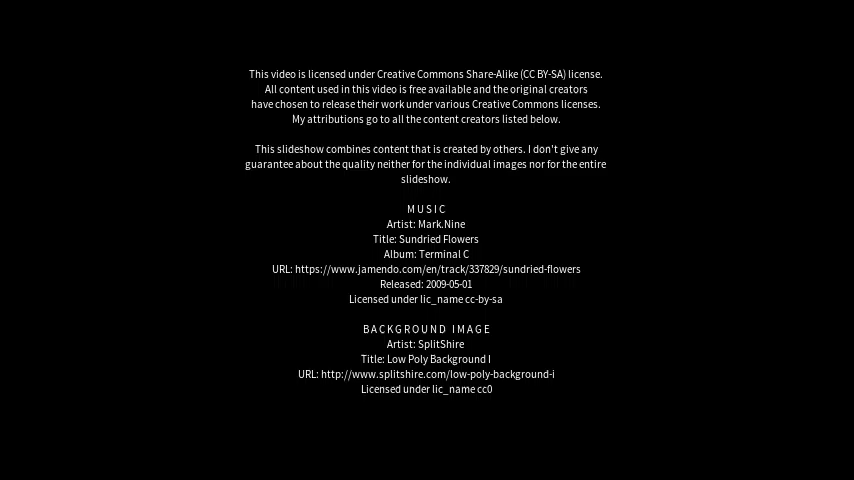 This video is licensed under Creative Commons Share-Alike (CC BY-SA) license.
All content used in this video is free available and the original creators
have chosen to release their work under various Creative Commons licenses.
My attributions go to all the content creators listed below.
This slideshow combines content that is created by others. I don't give any
guarantee about the quality neither for the individual images nor for the entire
slideshow.
MUSIC
Artist: Mark.Nine
Title: Sundried Flowers
Album: Terminal C
URL: https://www.jamendo.com/en/track/337829/sundried-flowers
Released: 2009-05-01
Licensed under lic_name cc-by-sa
BACKGROUND IMAGE
Artist: SplitShire
Title: Low Poly Background I
URL: http://www.splitshire.com/low-poly-background-i
Licensed under lic_name cc0